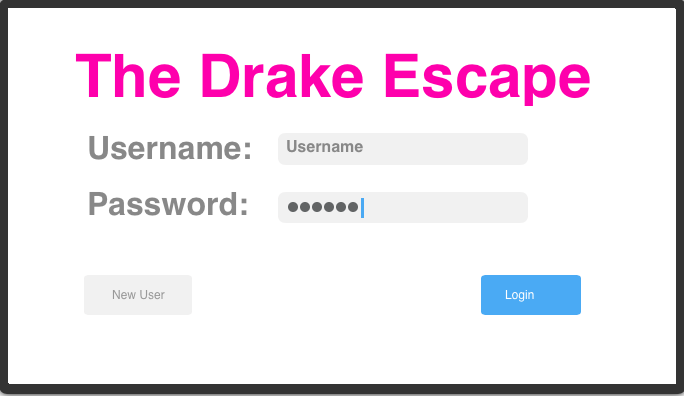 The Drake Escape
Username: Username
Password: ●●●●●●
New User
Login